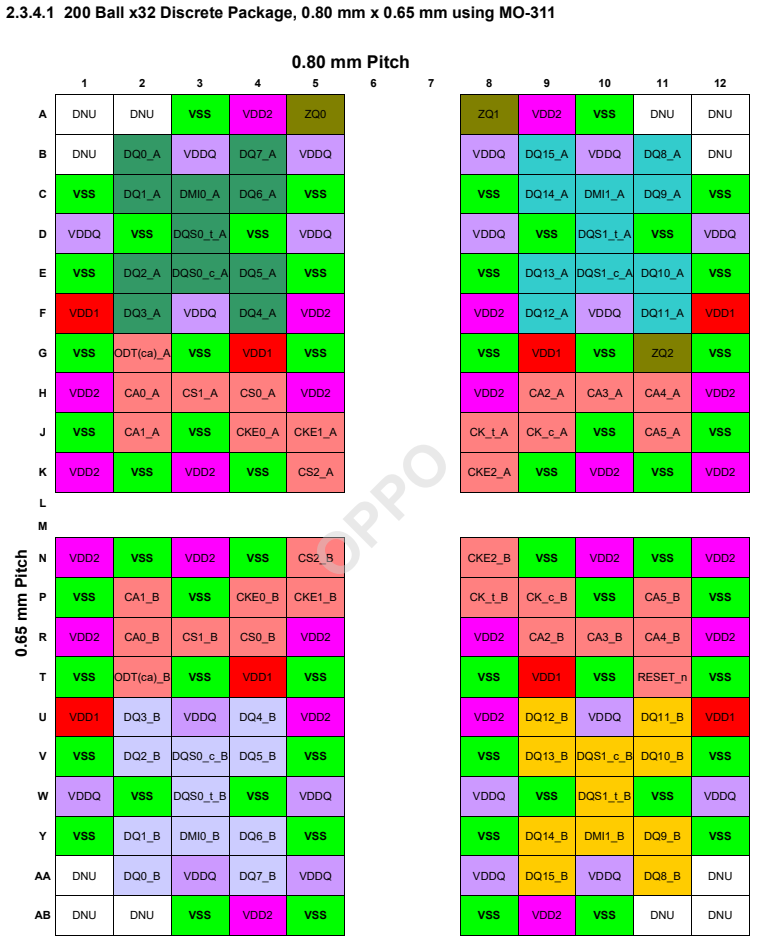 2.3.4.1 200 Ball x32 Discrete Package, 0.80 mm x 0.65 mm using MO-311
0.80 mm Pitch
1 2 3 4 5 6 7 8 9 10 11 12
A DNU DNU VSS VDD2 ZQ0 ZQ1 VDD2 VSS DNU DNU
B DNU DQ0_A VDDQ DQ7_A VDDQ VDDQ DQ15_A VDDQ DQ8_A DNU
C VSS DQ1_A DMI0_A DQ6_A VSS VSS DQ14_A DMI1_A DQ9_A VSS
D VDDQ VSS DQS0_t_A VSS VDDQ VDDQ VSS DQS1_t_A VSS VDDQ
E VSS DQ2_A DQS0_c_A DQ5_A VSS VSS DQ13_A DQS1_c_A DQ10_A VSS
F VDD1 DQ3_A VDDQ DQ4_A VDD2 VDD2 DQ12_A VDDQ DQ11_A VDD1
G VSS ODT(ca)_A VSS VDD1 VSS VSS VDD1 VSS ZQ2 VSS
H VDD2 CA0_A CS1_A CS0_A VDD2 VDD2 CA2_A CA3_A CA4_A VDD2
J VSS CA1_A VSS CKE0_A CKE1_A CK_t_A CK_c_A VSS CA5_A VSS
K VDD2 VSS VDD2 VSS CS2_A CKE2_A VSS VDD2 VSS VDD2
L
M
OPPO
0.65 mm Pitch
N VDD2 VSS VDD2 VSS CS2_B CKE2_B VSS VDD2 VSS VDD2
P VSS CA1_B VSS CKE0_B CKE1_B CK_t_B CK_c_B VSS CA5_B VSS
R VDD2 CA0_B CS1_B CS0_B VDD2 VDD2 CA2_B CA3_B CA4_B VDD2
T VSS ODT(ca)_B VSS VDD1 VSS VSS VDD1 VSS RESET_n VSS
U VDD1 DQ3_B VDDQ DQ4_B VDD2 VDD2 DQ12_B VDDQ DQ11_B VDD1
V VSS DQ2_B DQS0_c_B DQ5_B VSS VSS DQ13_B DQS1_c_B DQ10_B VSS
W VDDQ VSS DQS0_t_B VSS VDDQ VDDQ VSS DQS1_t_B VSS VDDQ
Y VSS DQ1_B DMI0_B DQ6_B VSS VSS DQ14_B DMI1_B DQ9_B VSS
AA DNU DQ0_B VDDQ DQ7_B VDDQ VDDQ DQ15_B VDDQ DQ8_B DNU
AB DNU DNU VSS VDD2 VSS VSS VDD2 VSS DNU DNU